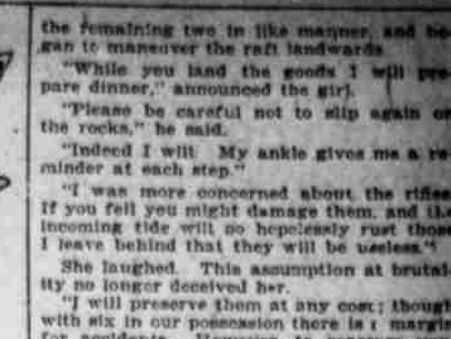 the remaining two in like manner, and be-
gan to maneuver the raft landwards
"While you land the goods I will pre-
pare dinner," announced the girl.
"Please be careful not to slip again on
the rocks," he said.
"Indeed I will. My ankle gives me a re-
minder at each step."
"I was more concerned about the rifles
If you fell you might damage them, and the
incoming tide will so hopelessly rust those
I leave behind that they will be useless."
She laughed. This assumption at brutal-
ity no longer deceived her.
"I will preserve them at any cost; though
with six in our possession there is a margin
for accidents. However, to